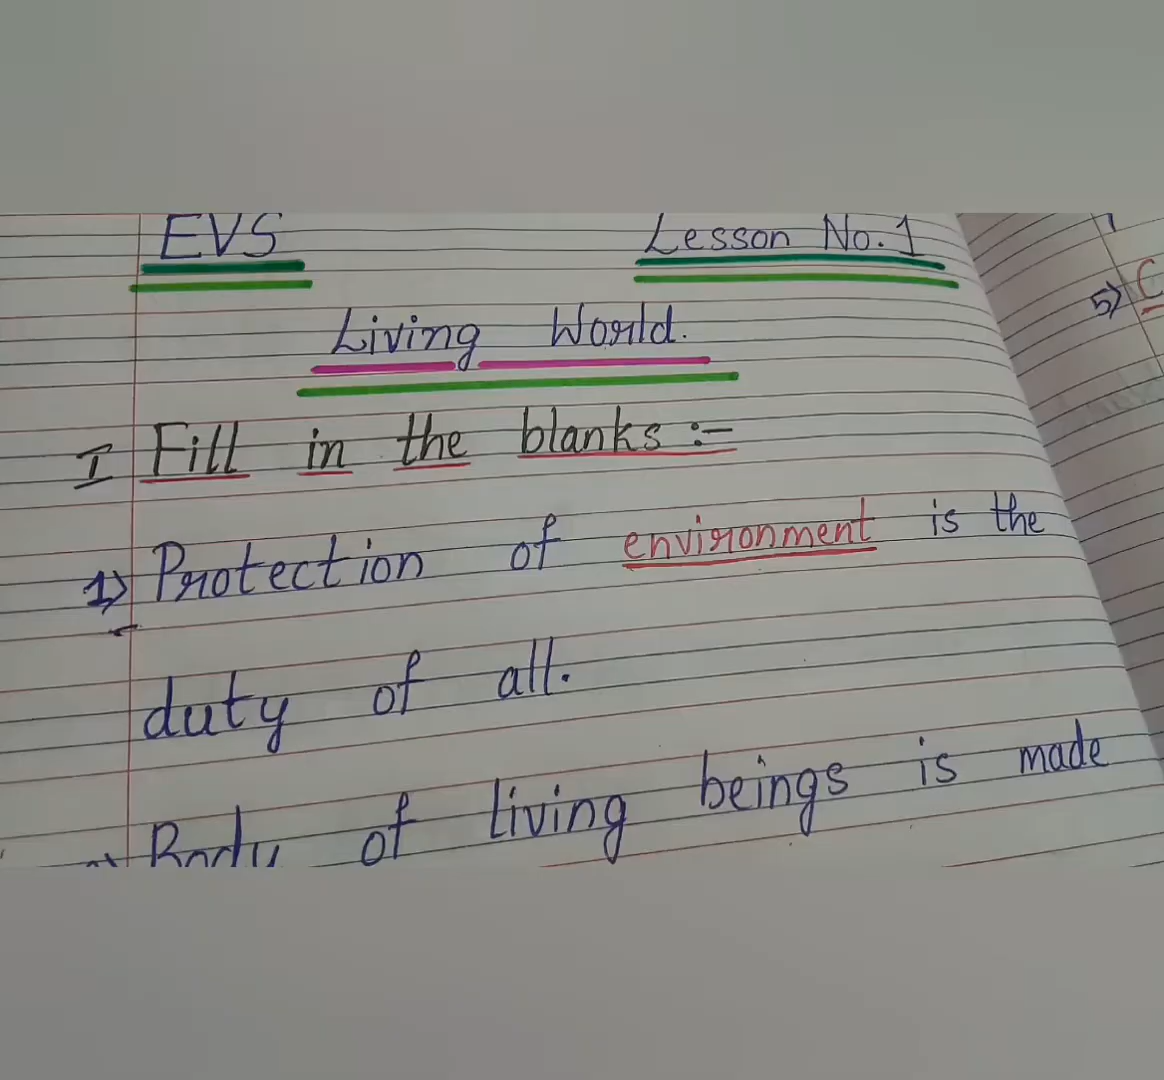 EVS Lesson No. 1
Living World.
I Fill in the blanks :-
1) Protection of environment is the
duty of all.
Body of living beings is made
5) C